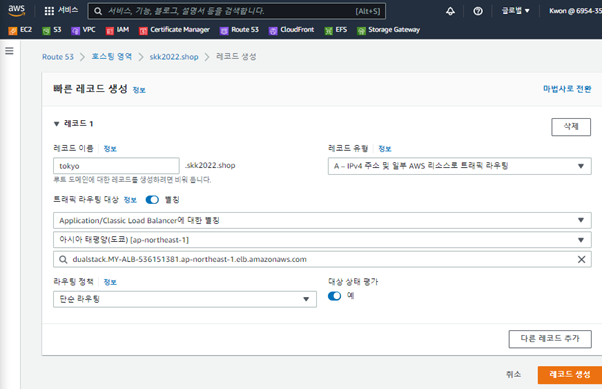 aws 서비스 서비스, 기능, 블로그, 설명서 등을 검색합니다. [Alt+S] 글로벌 Kwon @ 6954-35
EC2 S3 VPC IAM Certificate Manager Route 53 CloudFront EFS Storage Gateway
Route 53 > 호스팅 영역 > skk2022.shop > 레코드 생성
빠른 레코드 생성 정보 마법사로 전환
레코드 1 삭제
레코드 이름 정보 레코드 유형 정보
tokyo .skk2022.shop A – IPv4 주소 및 일부 AWS 리소스로 트래픽 라우팅
루트 도메인에 대한 레코드를 생성하려면 비워 둡니다.
트래픽 라우팅 대상 정보 별칭
Application/Classic Load Balancer에 대한 별칭
아시아 태평양(도쿄) [ap-northeast-1]
dualstack.MY-ALB-536151381.ap-northeast-1.elb.amazonaws.com
라우팅 정책 정보 대상 상태 평가
단순 라우팅 예
다른 레코드 추가
취소 레코드 생성